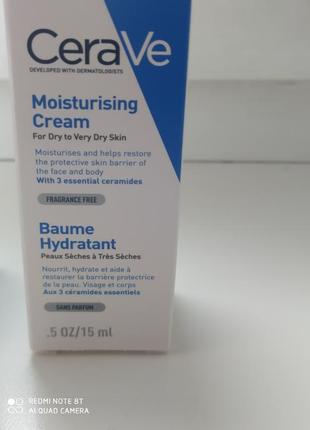 CeraVe
DEVELOPED WITH DERMATOLOGISTS
Moisturising
Cream
For Dry to Very Dry Skin
Moisturises and helps restore
the protective skin barrier of
the face and body
With 3 essential ceramides
FRAGRANCE FREE
Baume
Hydratant
Peaux Sèches à Très Sèches
Nourrit, hydrate et aide à
restaurer la barrière protectrice
de la peau. Visage et corps
Aux 3 céramides essentiels
SANS PARFUM
.5 OZ/15 ml
REDMI NOTE 8T
AI QUAD CAMERA